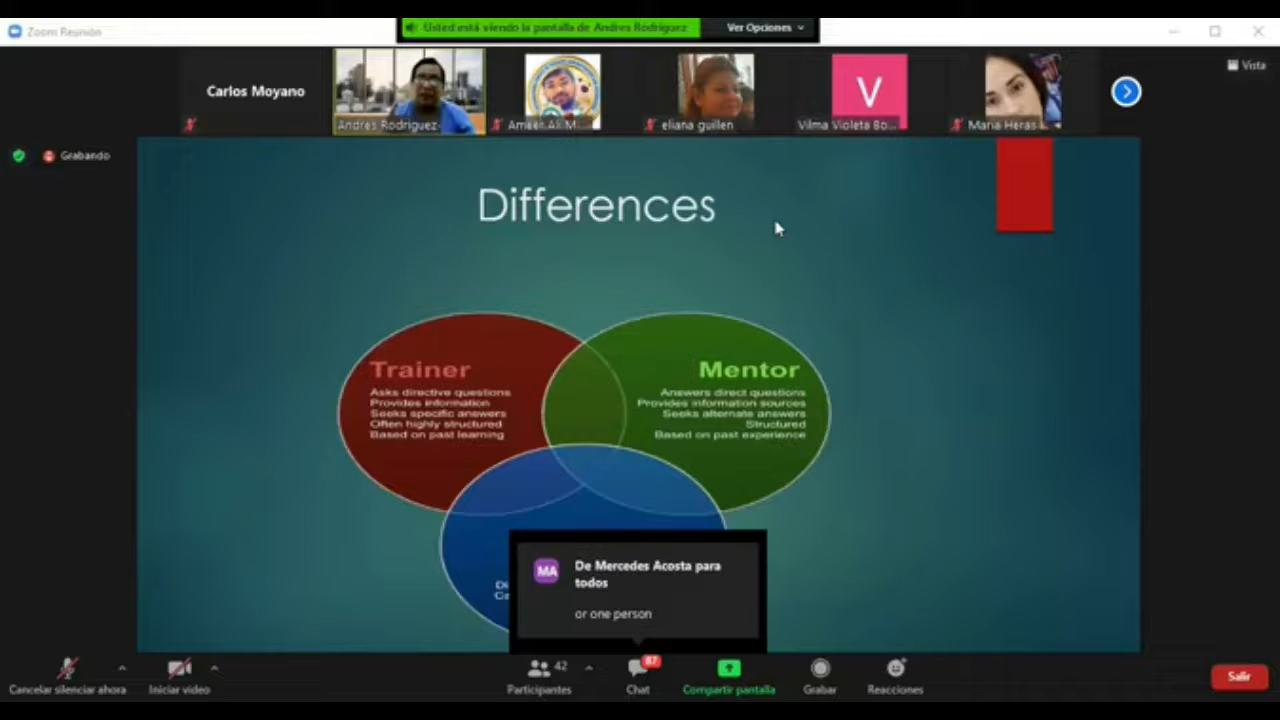 Zoom Reunión
Usted está viendo la pantalla de Andres Rodriguez
Ver Opciones
Vista
Carlos Moyano
Andres Rodriguez
Ameer Ali M...
eliana guillen
V
Vilma Violeta Bo...
Maria Heras
Grabando
Differences
Trainer
Asks directive questions
Provides information
Seeks specific answers
Often highly structured
Based on past learning
Mentor
Answers direct questions
Provides information sources
Seeks alternate answers
Structured
Based on past experience
MA
De Mercedes Acosta para
todos
or one person
Cancelar silenciar ahora
Iniciar video
42
Participantes
87
Chat
Compartir pantalla
Grabar
Reacciones
Salir